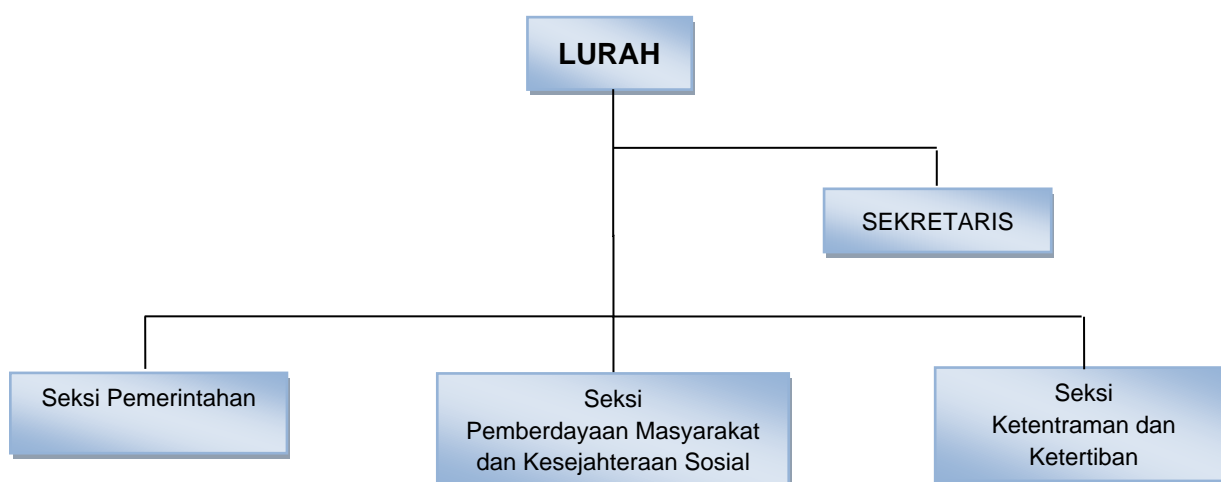 LURAH
SEKRETARIS
Seksi Pemerintahan
Seksi
Pemberdayaan Masyarakat
dan Kesejahteraan Sosial
Seksi
Ketentraman dan
Ketertiban